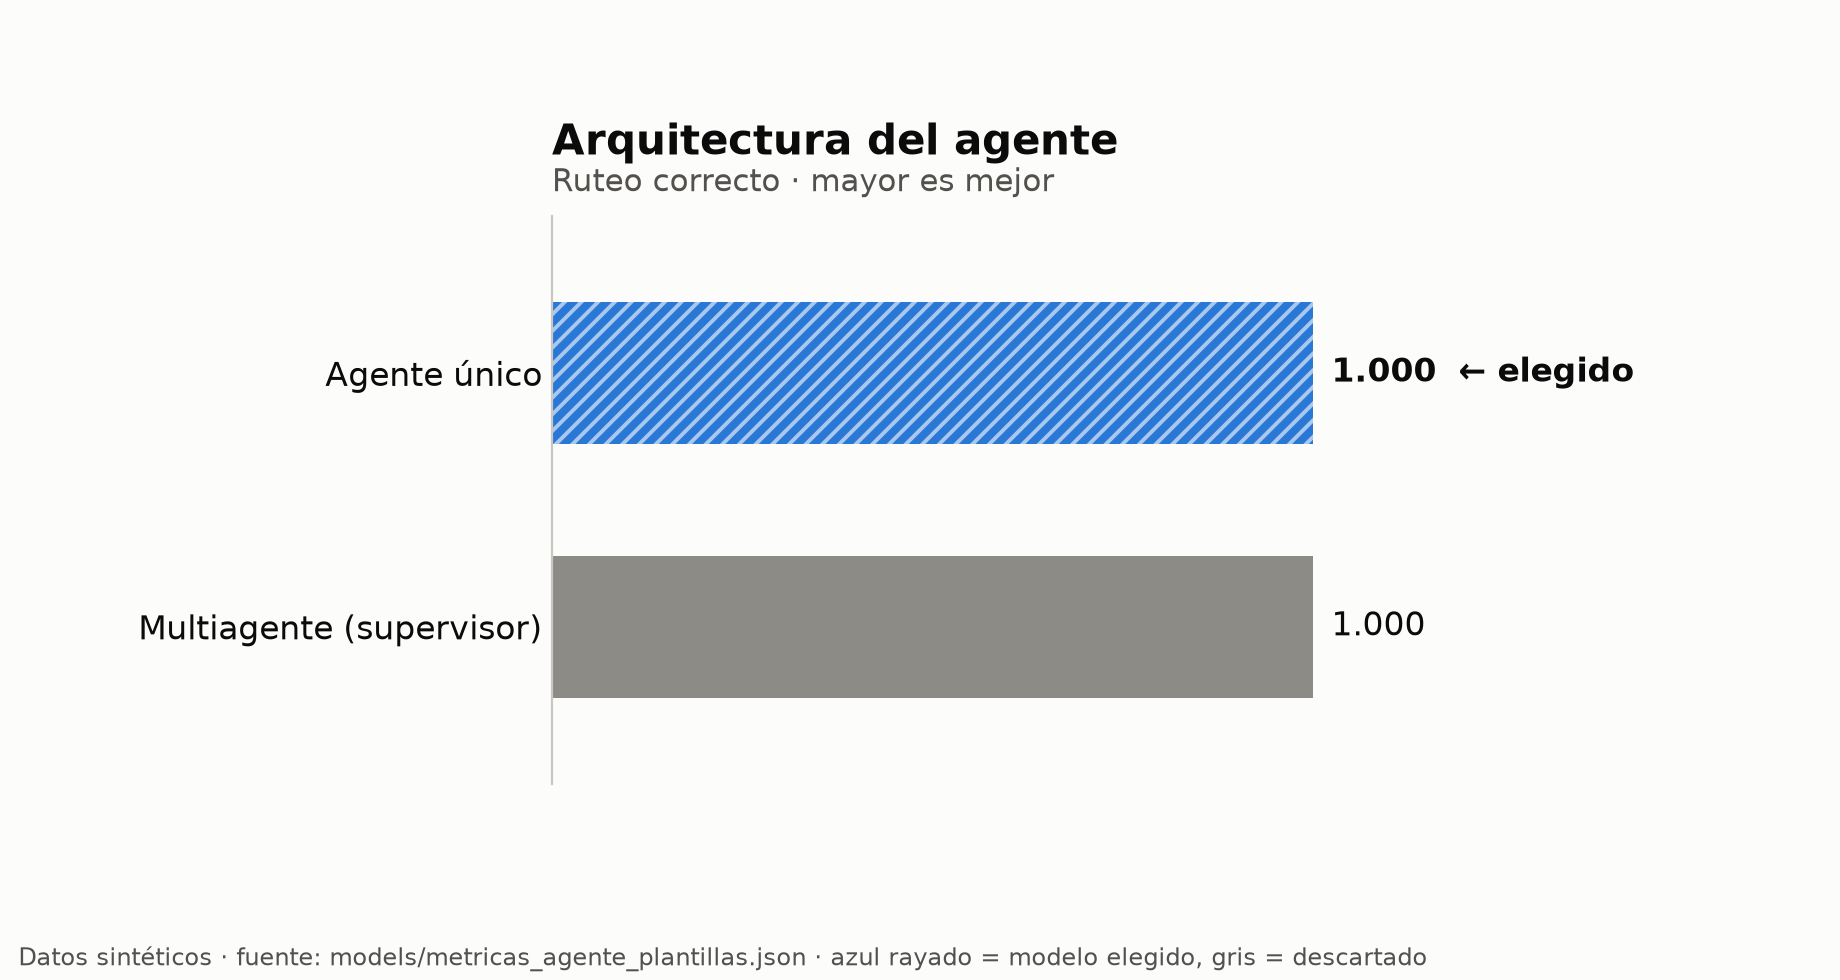 Arquitectura del agente
Ruteo correcto · mayor es mejor
Agente único
1.000 ← elegido
Multiagente (supervisor)
1.000
Datos sintéticos · fuente: models/metricas_agente_plantillas.json · azul rayado = modelo elegido, gris = descartado